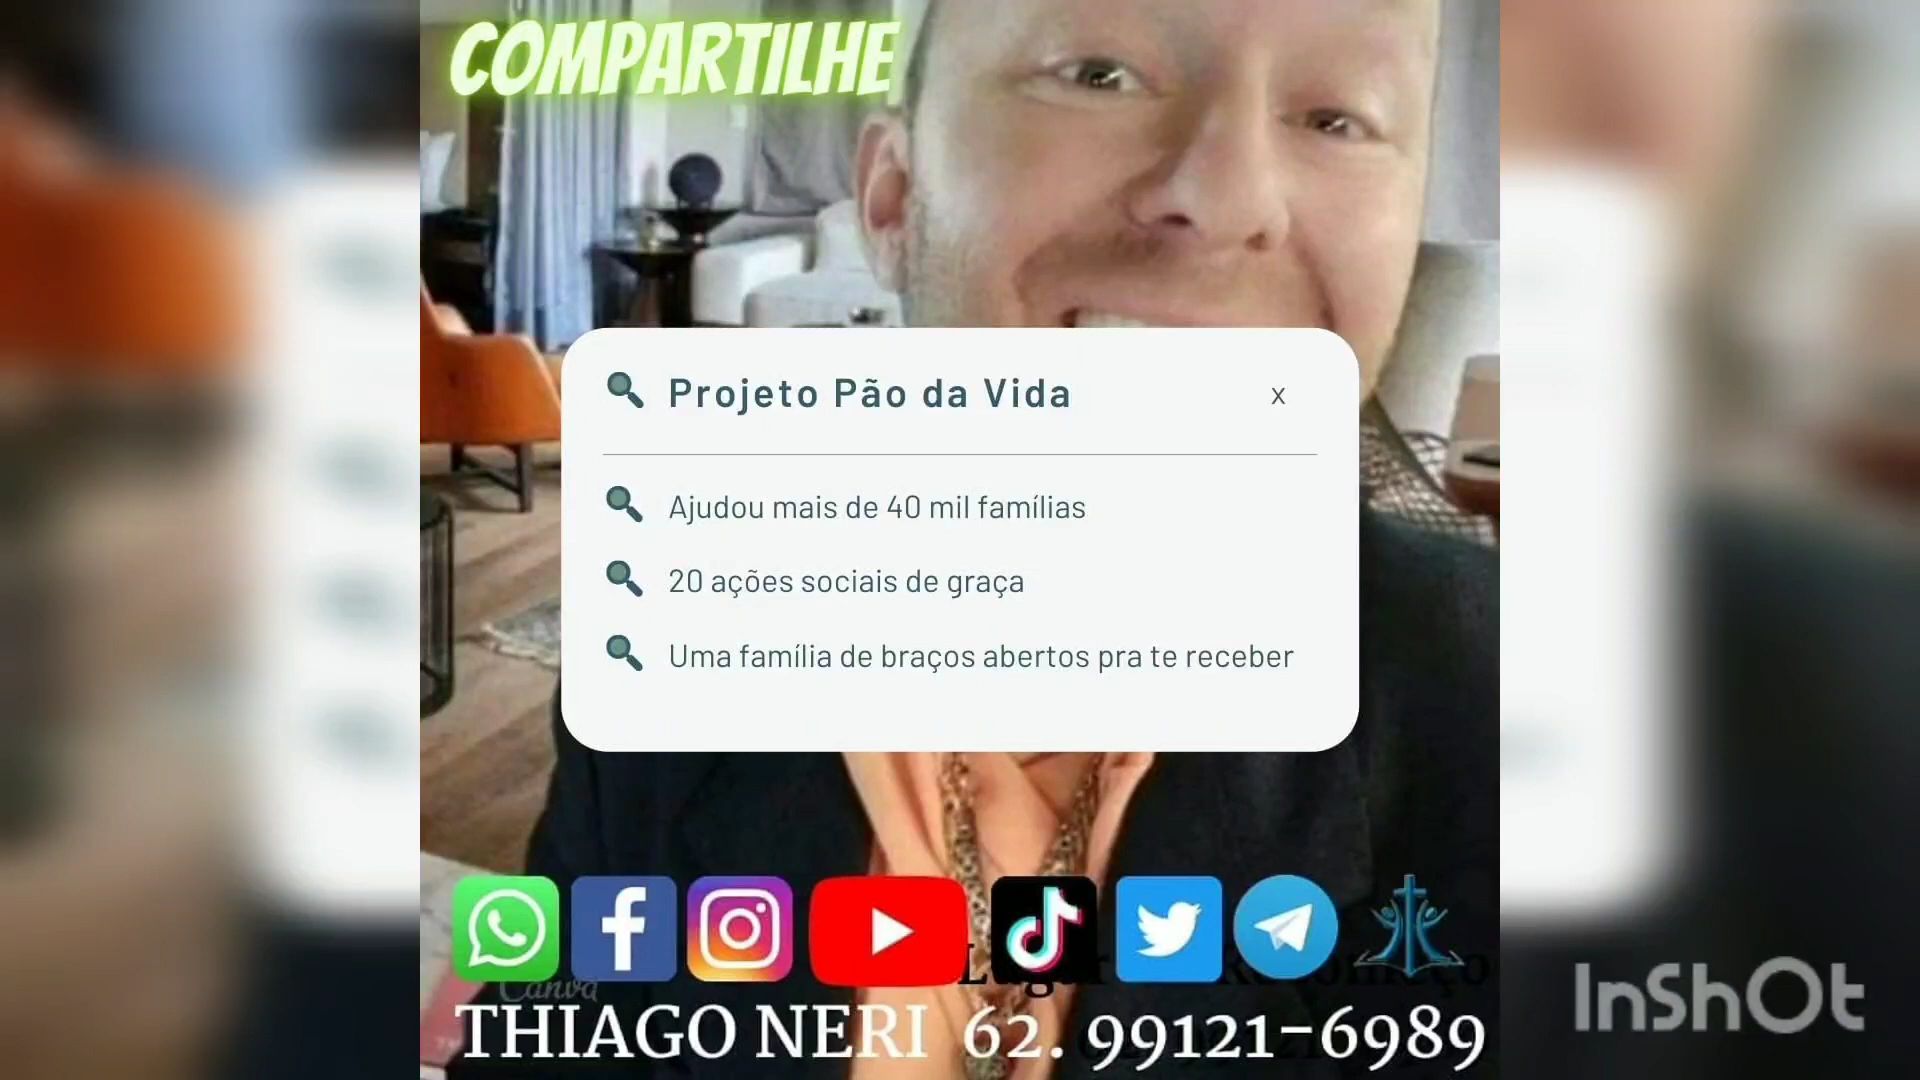 COMPARTILHE
Projeto Pão da Vida
x
Ajudou mais de 40 mil famílias
20 ações sociais de graça
Uma família de braços abertos pra te receber
Lugar
Canva
THIAGO NERI 62. 99121-6989
InShOt